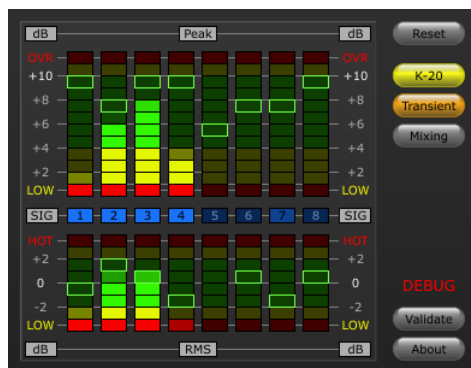 dB Peak dB Reset
OVR OVR
+10 +10 K-20
+8 +8 Transient
+6 +6 Mixing
+4 +4
+2 +2
LOW LOW
SIG 1 2 3 4 5 6 7 8 SIG
HOT HOT
+2 +2
0 0 DEBUG
-2 -2 Validate
LOW LOW
dB RMS dB About